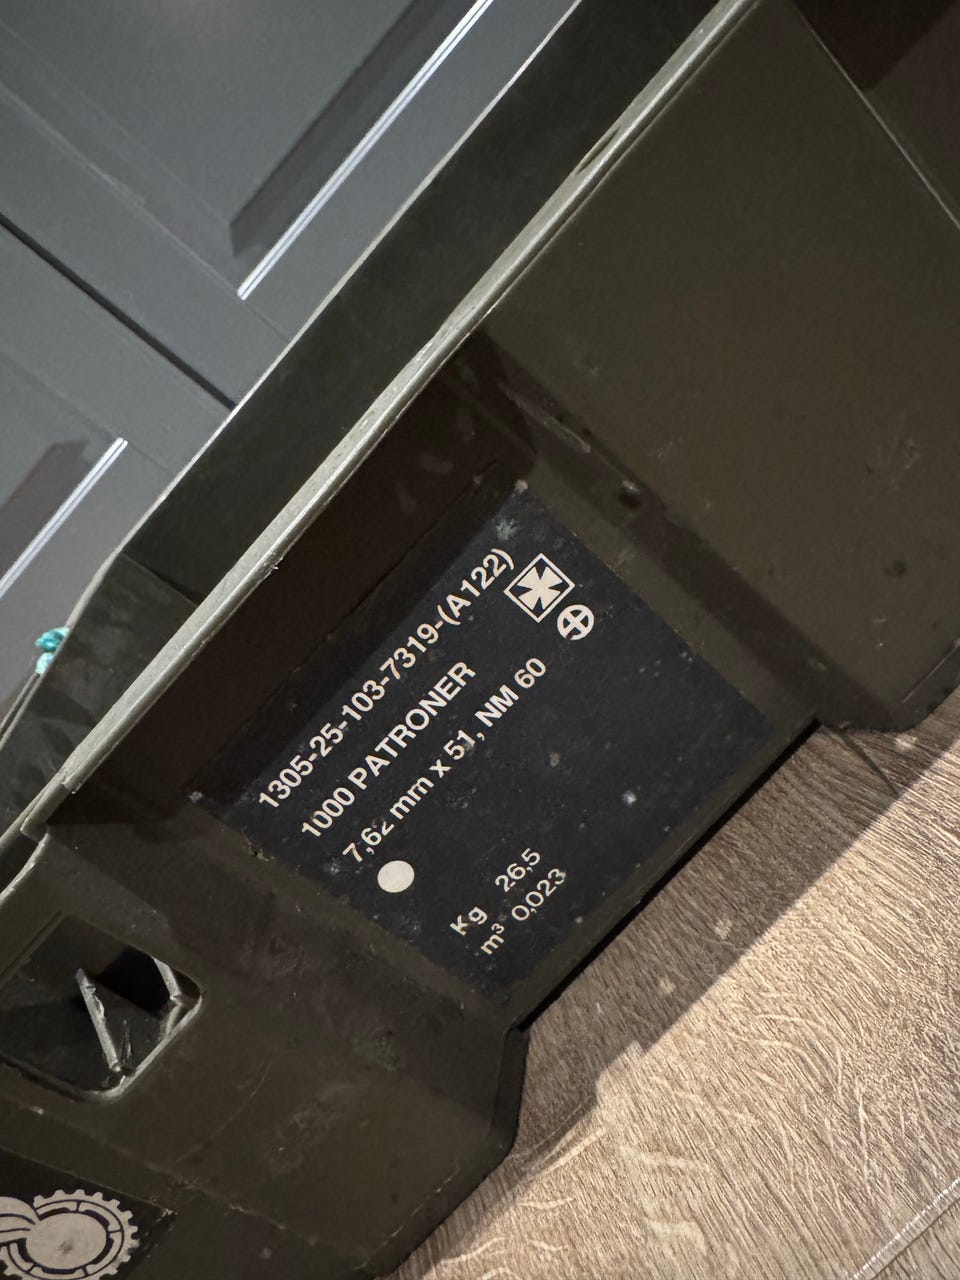 1305-25-103-7319-(A122)
1000 PATRONER
7,62 mm x 51, NM 60
Kg 26,5
m³ 0,023